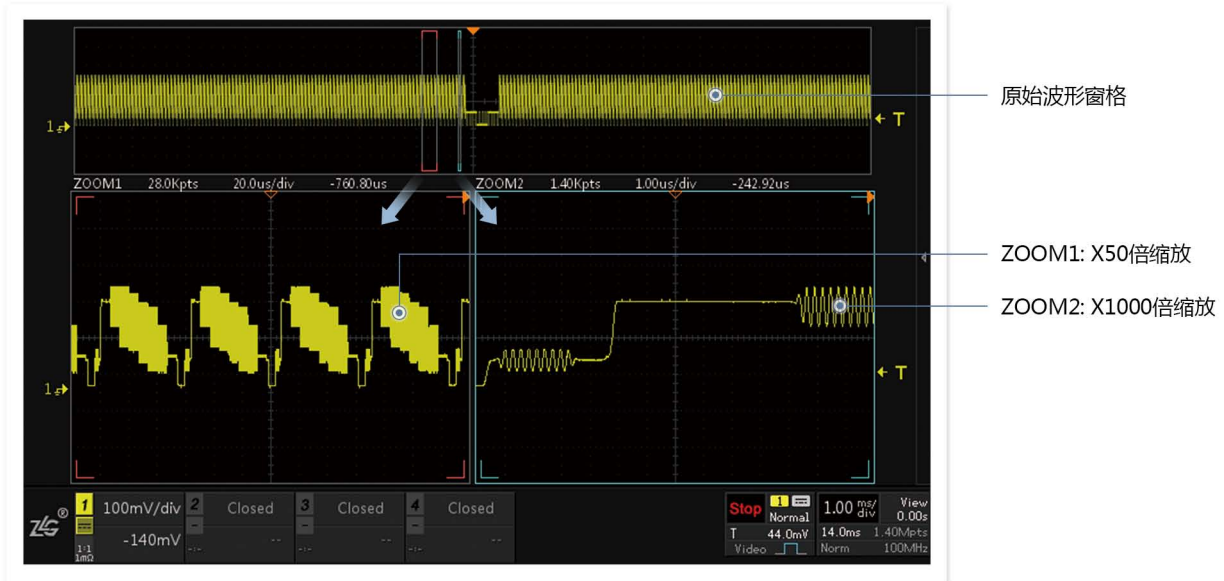 原始波形窗格
1
T
ZOOM1 28.0Kpts 20.0us/div -760.80us ZOOM2 1.40Kpts 1.00us/div -242.92us
ZOOM1: X50倍缩放
ZOOM2: X1000倍缩放
1
T
ZLG®
1 100mV/div 2 Closed 3 Closed 4 Closed
-140mV -- -- --
1:1 -:- -:- -:-
1mΩ
Stop 1 Normal
T 44.0mV
Video
1.00 ms/div View 0.00s
14.0ms 1.40Mpts
Norm 100MHz